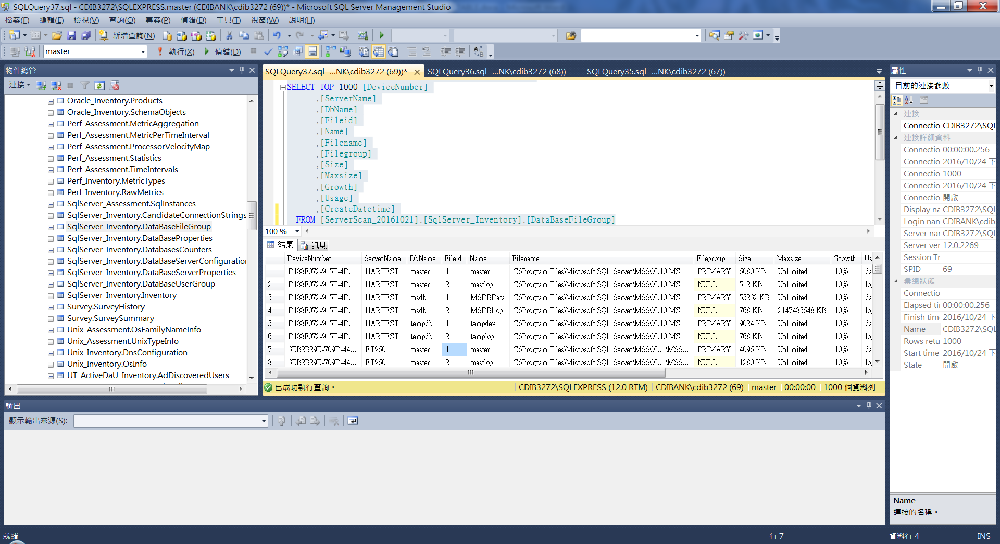 SQLQuery37.sql - CDIB3272\SQLEXPRESS.master (CDIBANK\cdib3272 (69))* - Microsoft SQL Server Management Studio
檔案(F) 編輯(E) 檢視(V) 查詢(Q) 專案(P) 偵錯(D) 工具(T) 視窗(W) 說明(H)
新增查詢(N)
master 執行(X) 偵錯(D)
物件總管
連接
Oracle_Inventory.Products
Oracle_Inventory.SchemaObjects
Perf_Assessment.MetricAggregation
Perf_Assessment.MetricPerTimeInterval
Perf_Assessment.ProcessorVelocityMap
Perf_Assessment.Statistics
Perf_Assessment.TimeIntervals
Perf_Inventory.MetricTypes
Perf_Inventory.RawMetrics
SqlServer_Assessment.SqlInstances
SqlServer_Inventory.CandidateConnectionStrings
SqlServer_Inventory.DataBaseFileGroup
SqlServer_Inventory.DataBaseProperties
SqlServer_Inventory.DatabasesCounters
SqlServer_Inventory.DataBaseServerConfiguration
SqlServer_Inventory.DataBaseServerProperties
SqlServer_Inventory.DataBaseUserGroup
SqlServer_Inventory.Inventory
Survey.SurveyHistory
Survey.SurveySummary
Unix_Assessment.OsFamilyNameInfo
Unix_Assessment.UnixTypeInfo
Unix_Inventory.DnsConfiguration
Unix_Inventory.OsInfo
UT_ActiveDaU_Inventory.AdDiscoveredUsers
SQLQuery37.sql -...NK\cdib3272 (69))* SQLQuery36.sql -...NK\cdib3272 (68)) SQLQuery35.sql -...NK\cdib3272 (67))
SELECT TOP 1000 [DeviceNumber]
,[ServerName]
,[DbName]
,[Fileid]
,[Name]
,[Filename]
,[Filegroup]
,[Size]
,[Maxsize]
,[Growth]
,[Usage]
,[CreateDatetime]
FROM [ServerScan_20161021].[SqlServer_Inventory].[DataBaseFileGroup]
100 %
結果 訊息
DeviceNumber ServerName DbName Fileid Name Filename Filegroup Size Maxsize Growth Us
1 D188F072-915F-4D... HARTEST master 1 master C:\Program Files\Microsoft SQL Server\MSSQL10.MS... PRIMARY 6080 KB Unlimited 10% da
2 D188F072-915F-4D... HARTEST master 2 mastlog C:\Program Files\Microsoft SQL Server\MSSQL10.MS... NULL 512 KB Unlimited 10% lo
3 D188F072-915F-4D... HARTEST msdb 1 MSDBData C:\Program Files\Microsoft SQL Server\MSSQL10.MS... PRIMARY 55232 KB Unlimited 10% da
4 D188F072-915F-4D... HARTEST msdb 2 MSDBLog C:\Program Files\Microsoft SQL Server\MSSQL10.MS... NULL 768 KB 2147483648 KB 10% lo
5 D188F072-915F-4D... HARTEST tempdb 1 tempdev C:\Program Files\Microsoft SQL Server\MSSQL10.MS... PRIMARY 9024 KB Unlimited 10% da
6 D188F072-915F-4D... HARTEST tempdb 2 templog C:\Program Files\Microsoft SQL Server\MSSQL10.MS... NULL 768 KB Unlimited 10% lo
7 3EB2B29E-709D-44... ET960 master 1 master C:\Program Files\Microsoft SQL Server\MSSQL.1\MSS... PRIMARY 4096 KB Unlimited 10% da
8 3EB2B29E-709D-44... ET960 master 2 mastlog C:\Program Files\Microsoft SQL Server\MSSQL.1\MSS... NULL 1280 KB Unlimited 10% lo
已成功執行查詢。 CDIB3272\SQLEXPRESS (12.0 RTM) CDIBANK\cdib3272 (69) master 00:00:00 1000 個資料列
屬性
目前的連接參數
連接
Connectio CDIB3272\SQL
連接詳細資料
Connectio 00:00:00.256
Connectio 2016/10/24 下
Connectio 1000
Connectio 2016/10/24 下
Connectio 開啟
Display na CDIB3272\SQL
Login nam CDIBANK\cdib
Server nar CDIB3272\SQL
Server ver 12.0.2269
Session Tr
SPID 69
彙總狀態
Connectio
Elapsed tii 00:00:00.256
Finish time 2016/10/24 下
Name CDIB3272\SQL
Rows retu 1000
Start time 2016/10/24 下
State 開啟
Name
連接的名稱。
輸出
顯示輸出來源(S):
就緒 行 7 資料行 4 INS